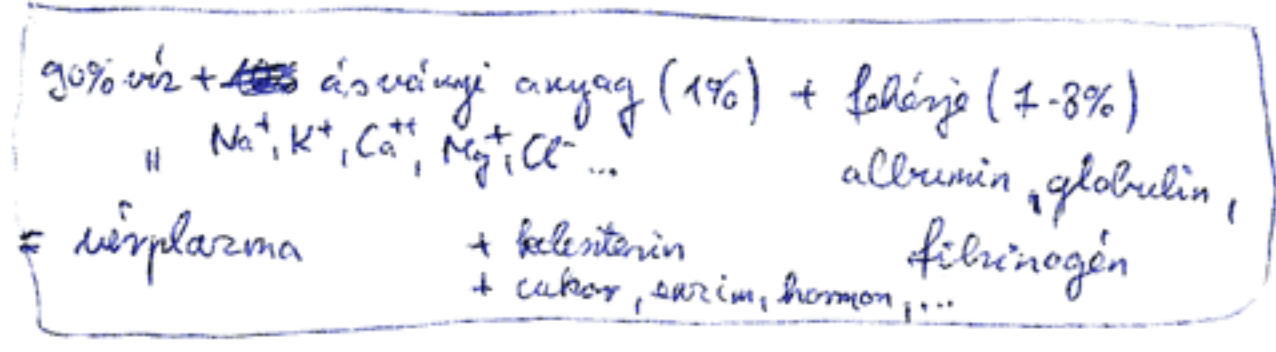 90% víz + ásványi anyag (1%) + fehérje (7-8%)
" Na⁺, K⁺, Ca⁺⁺, Mg⁺, Cl⁻ ... albumin, globulin,
= vérplazma + koleszterin fibrinogén
+ cukor, enzim, hormon, ...